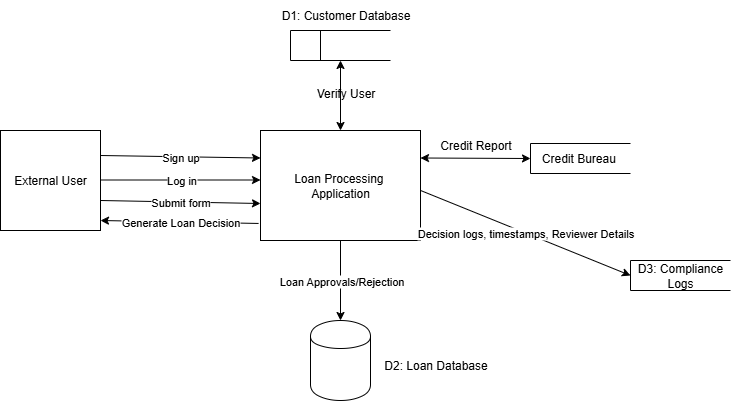 D1: Customer Database
Verify User
External User
Sign up
Log in
Submit form
Generate Loan Decision
Loan Processing
Application
Credit Report
Credit Bureau
Decision logs, timestamps, Reviewer Details
D3: Compliance
Logs
Loan Approvals/Rejection
D2: Loan Database